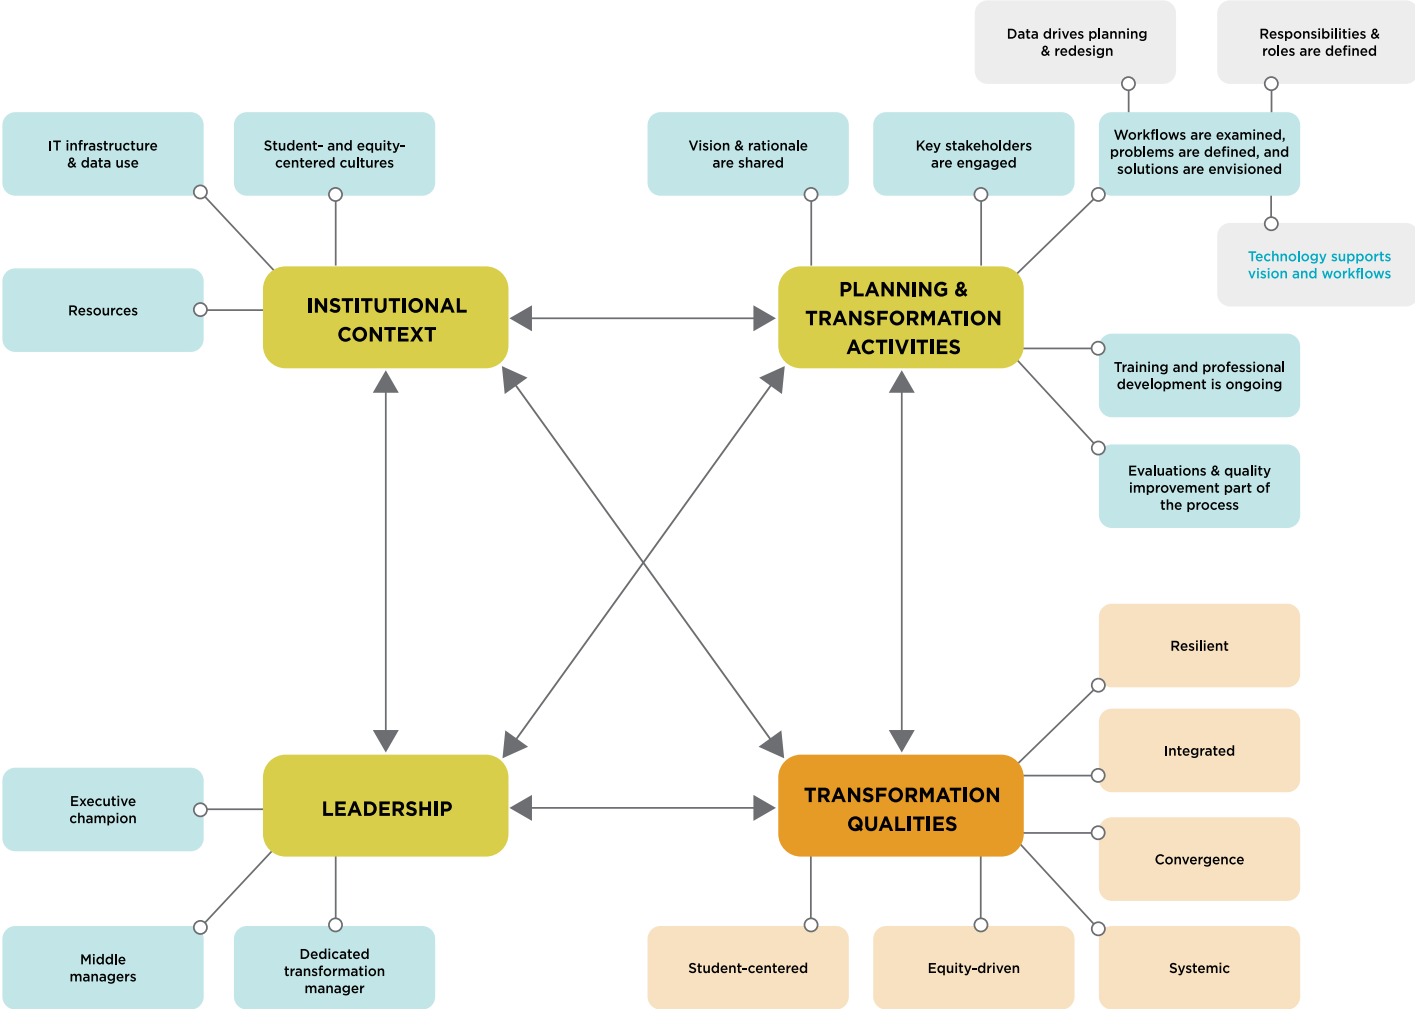 Data drives planning
& redesign
Responsibilities &
roles are defined
IT infrastructure
& data use
Student- and equity-
centered cultures
Vision & rationale
are shared
Key stakeholders
are engaged
Workflows are examined,
problems are defined, and
solutions are envisioned
Technology supports
vision and workflows
Resources
INSTITUTIONAL
CONTEXT
PLANNING &
TRANSFORMATION
ACTIVITIES
Training and professional
development is ongoing
Evaluations & quality
improvement part of
the process
Resilient
Integrated
Executive
champion
LEADERSHIP
TRANSFORMATION
QUALITIES
Convergence
Middle
managers
Dedicated
transformation
manager
Student-centered
Equity-driven
Systemic